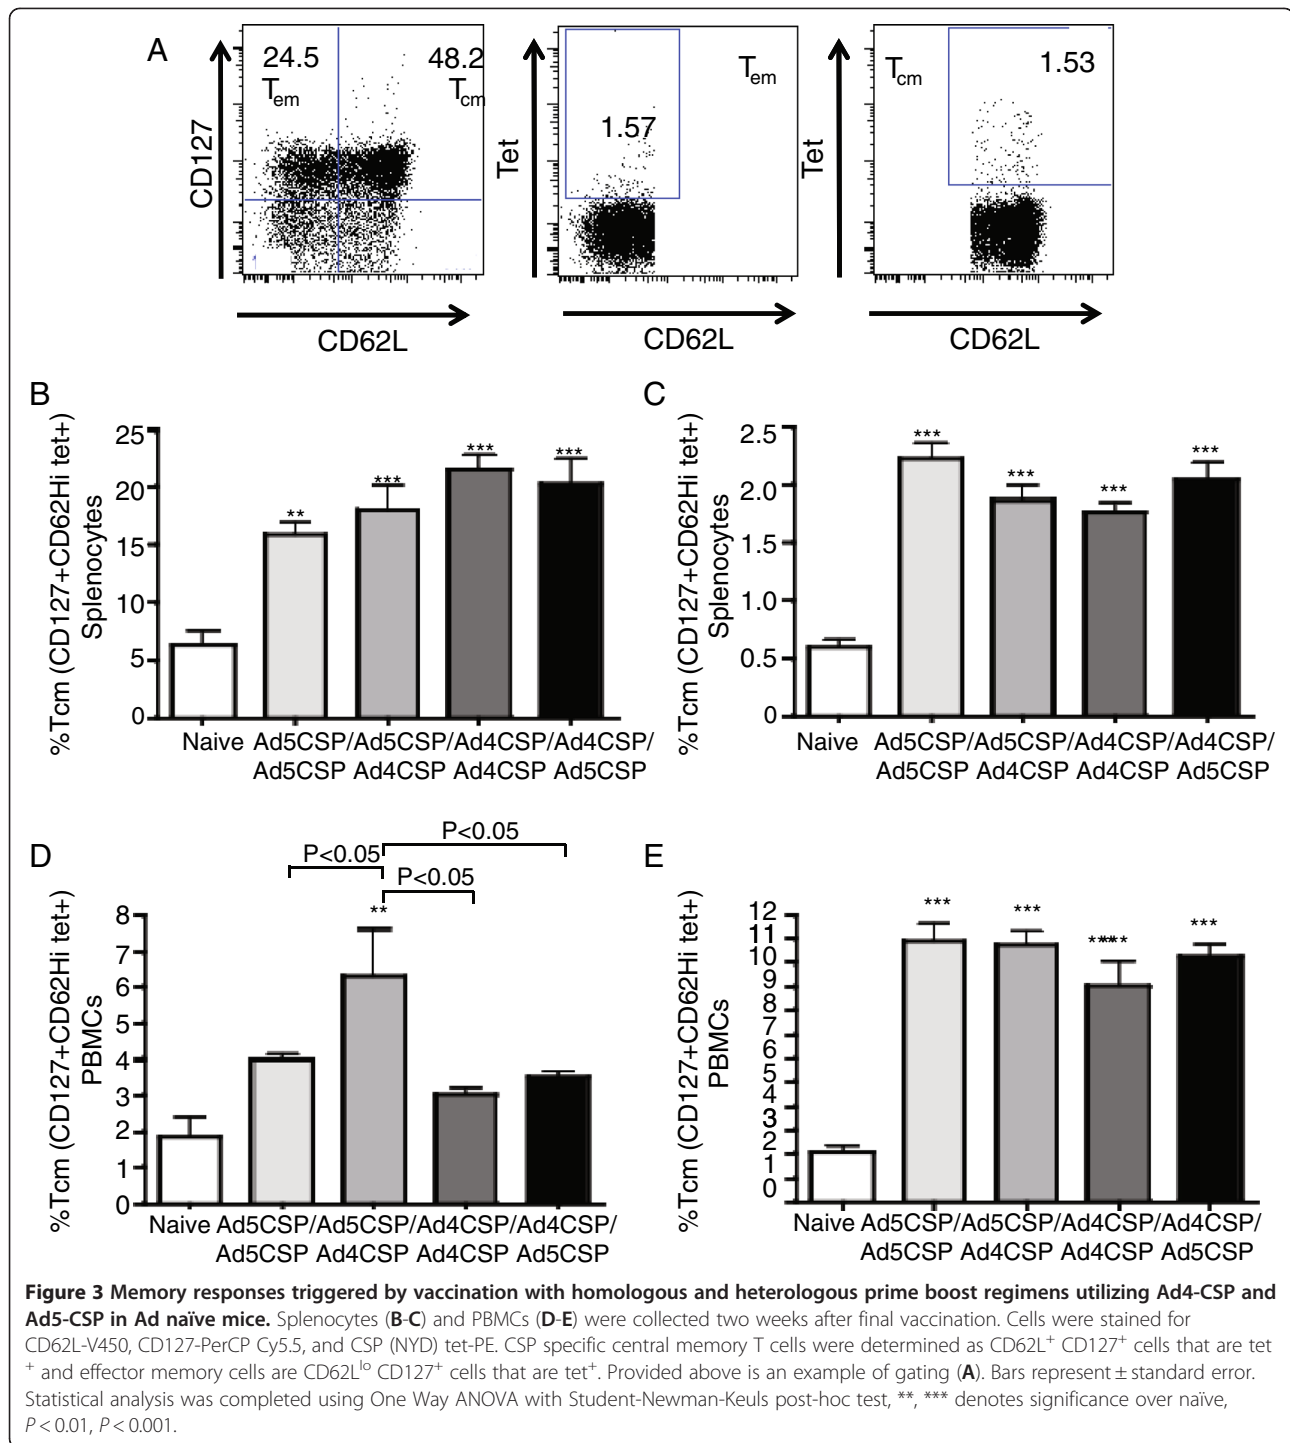 A
24.5
Tem
48.2
Tcm
CD127
CD62L
Tem
1.57
Tet
CD62L
Tcm
1.53
Tet
CD62L
B
%Tcm (CD127+CD62Hi tet+)
Splenocytes
25
20
15
10
5
0
Naive Ad5CSP/Ad5CSP/Ad4CSP/Ad4CSP/
Ad5CSP Ad4CSP Ad4CSP Ad5CSP
**
***
***
***
C
%Tcm (CD127+CD62Hi tet+)
Splenocytes
2.5
2.0
1.5
1.0
0.5
0
Naive Ad5CSP/Ad5CSP/Ad4CSP/Ad4CSP/
Ad5CSP Ad4CSP Ad4CSP Ad5CSP
***
***
***
***
D
P<0.05
P<0.05
P<0.05
**
%Tcm (CD127+CD62Hi tet+)
PBMCs
8
7
6
5
4
3
2
1
0
Naive Ad5CSP/Ad5CSP/Ad4CSP/Ad4CSP/
Ad5CSP Ad4CSP Ad4CSP Ad5CSP
E
%Tcm (CD127+CD62Hi tet+)
PBMCs
12
11
10
9
8
7
6
5
4
3
2
1
0
***
***
***
Naive Ad5CSP/Ad5CSP/Ad4CSP/Ad4CSP/
Ad5CSP Ad4CSP Ad4CSP Ad5CSP
Figure 3 Memory responses triggered by vaccination with homologous and heterologous prime boost regimens utilizing Ad4-CSP and
Ad5-CSP in Ad naïve mice. Splenocytes (B-C) and PBMCs (D-E) were collected two weeks after final vaccination. Cells were stained for
CD62L-V450, CD127-PerCP Cy5.5, and CSP (NYD) tet-PE. CSP specific central memory T cells were determined as CD62L+ CD127+ cells that are tet
+ and effector memory cells are CD62Llo CD127+ cells that are tet+. Provided above is an example of gating (A). Bars represent ± standard error.
Statistical analysis was completed using One Way ANOVA with Student-Newman-Keuls post-hoc test, **, *** denotes significance over naïve,
P < 0.01, P < 0.001.